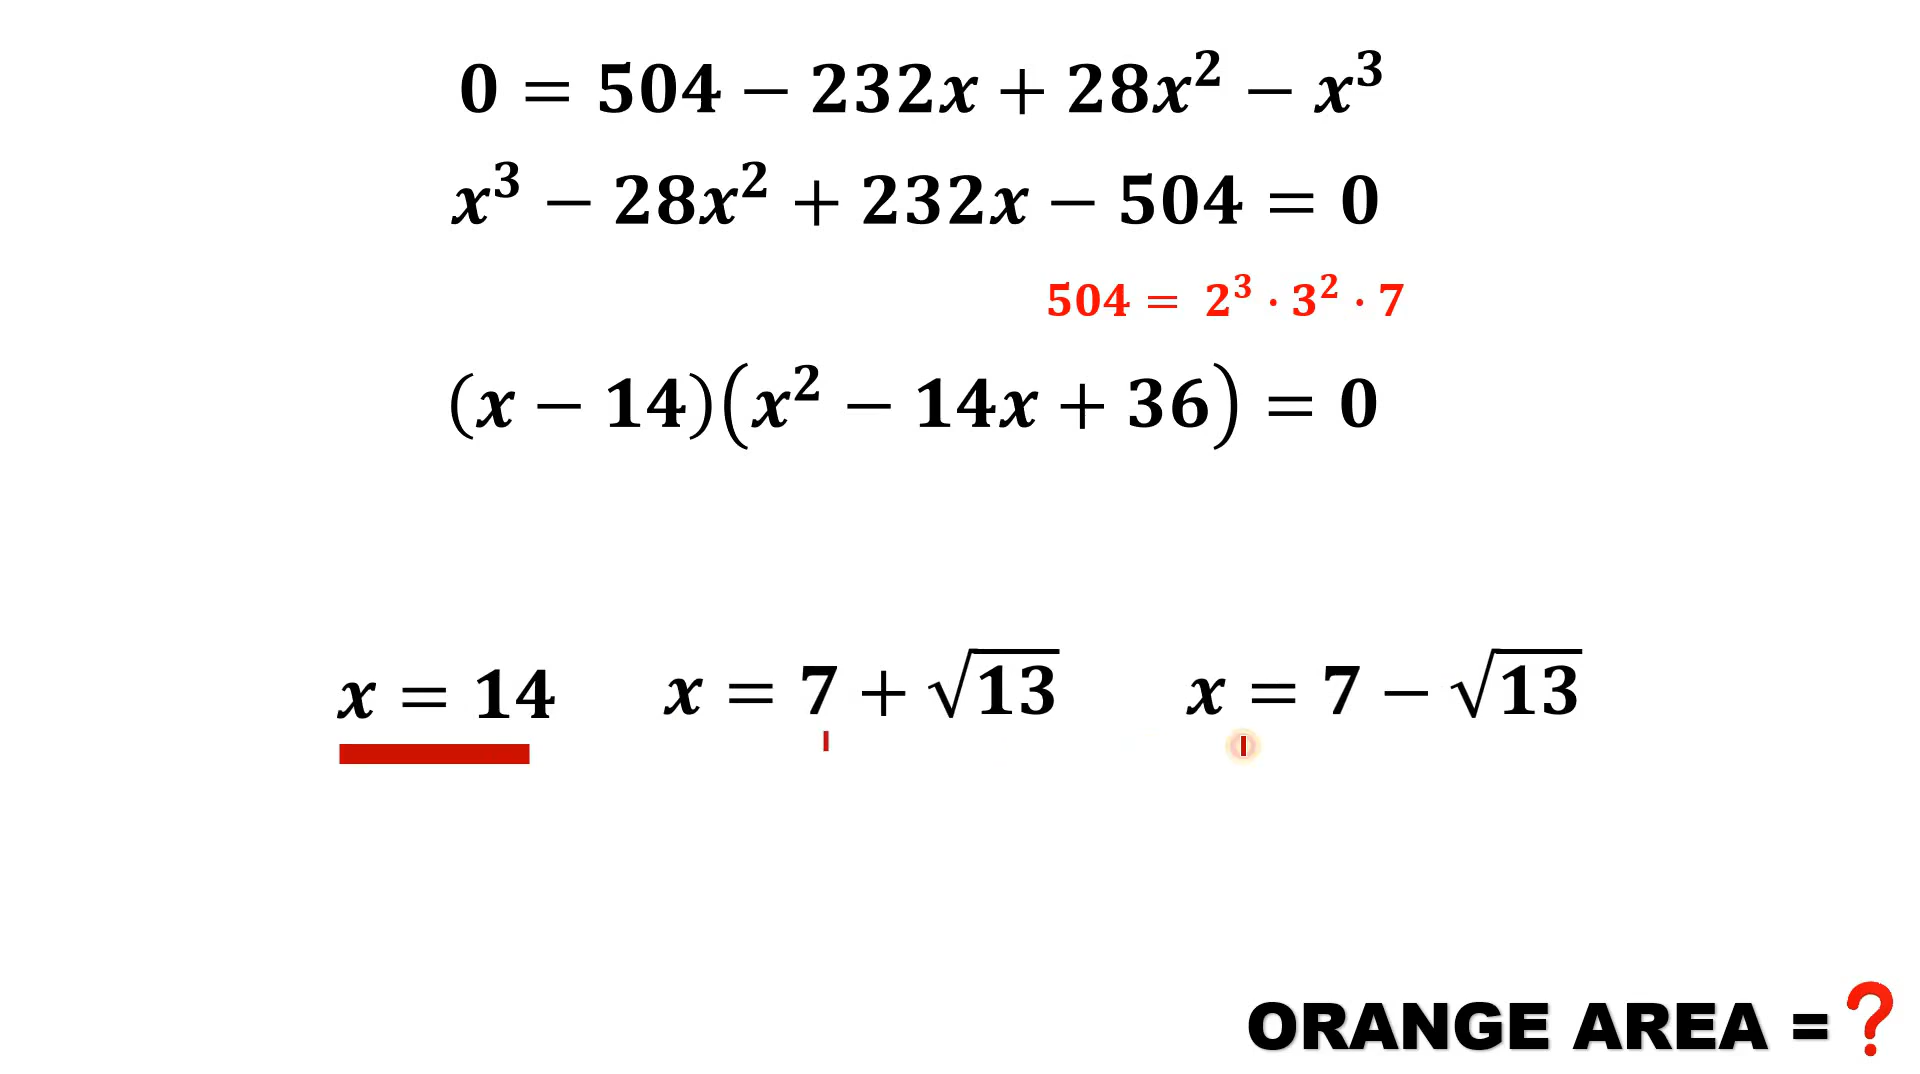 0 = 504 − 232x + 28x² − x³
x³ − 28x² + 232x − 504 = 0
504 = 2³ · 3² · 7
(x − 14)(x² − 14x + 36) = 0
x = 14 x = 7 + √13 x = 7 − √13
ORANGE AREA =?